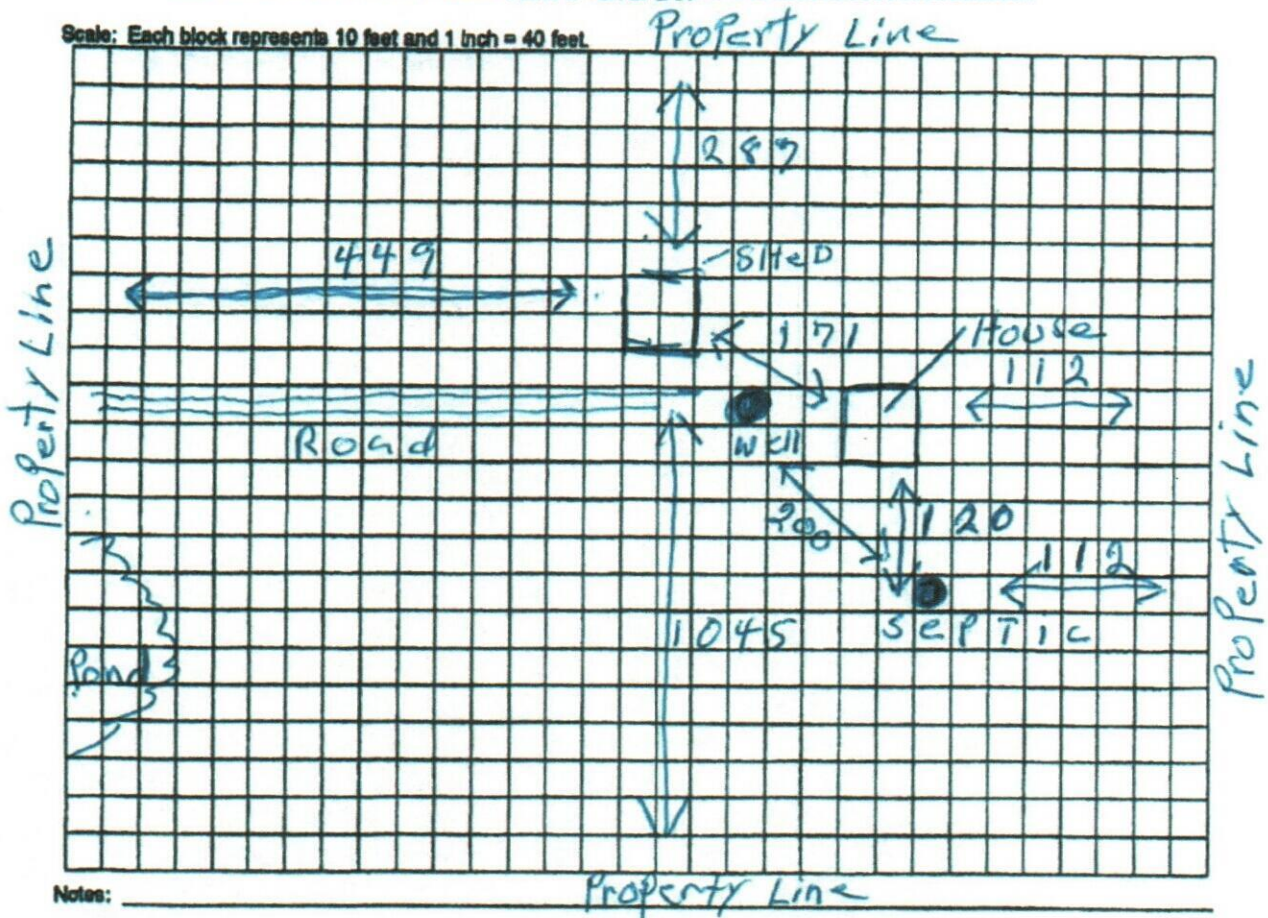 Scale: Each block represents 10 feet and 1 inch = 40 feet.
Property Line
287
449
SHeD
171
House
112
Property Line
Road
Well
Property Line
200
120
112
1045
SEPTIC
Pond
Notes:
Property Line